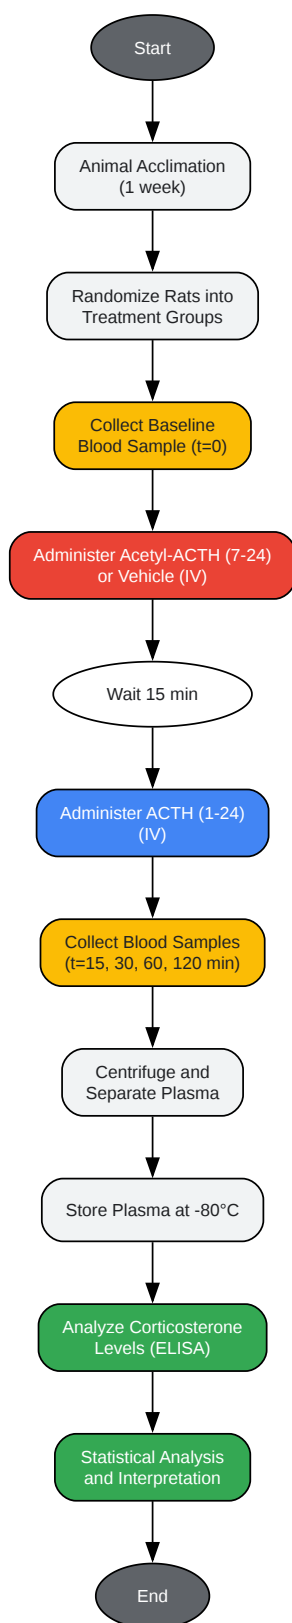 Start
Animal Acclimation
(1 week)
Randomize Rats into
Treatment Groups
Collect Baseline
Blood Sample (t=0)
Administer Acetyl-ACTH (7-24)
or Vehicle (IV)
Wait 15 min
Administer ACTH (1-24)
(IV)
Collect Blood Samples
(t=15, 30, 60, 120 min)
Centrifuge and
Separate Plasma
Store Plasma at -80°C
Analyze Corticosterone
Levels (ELISA)
Statistical Analysis
and Interpretation
End